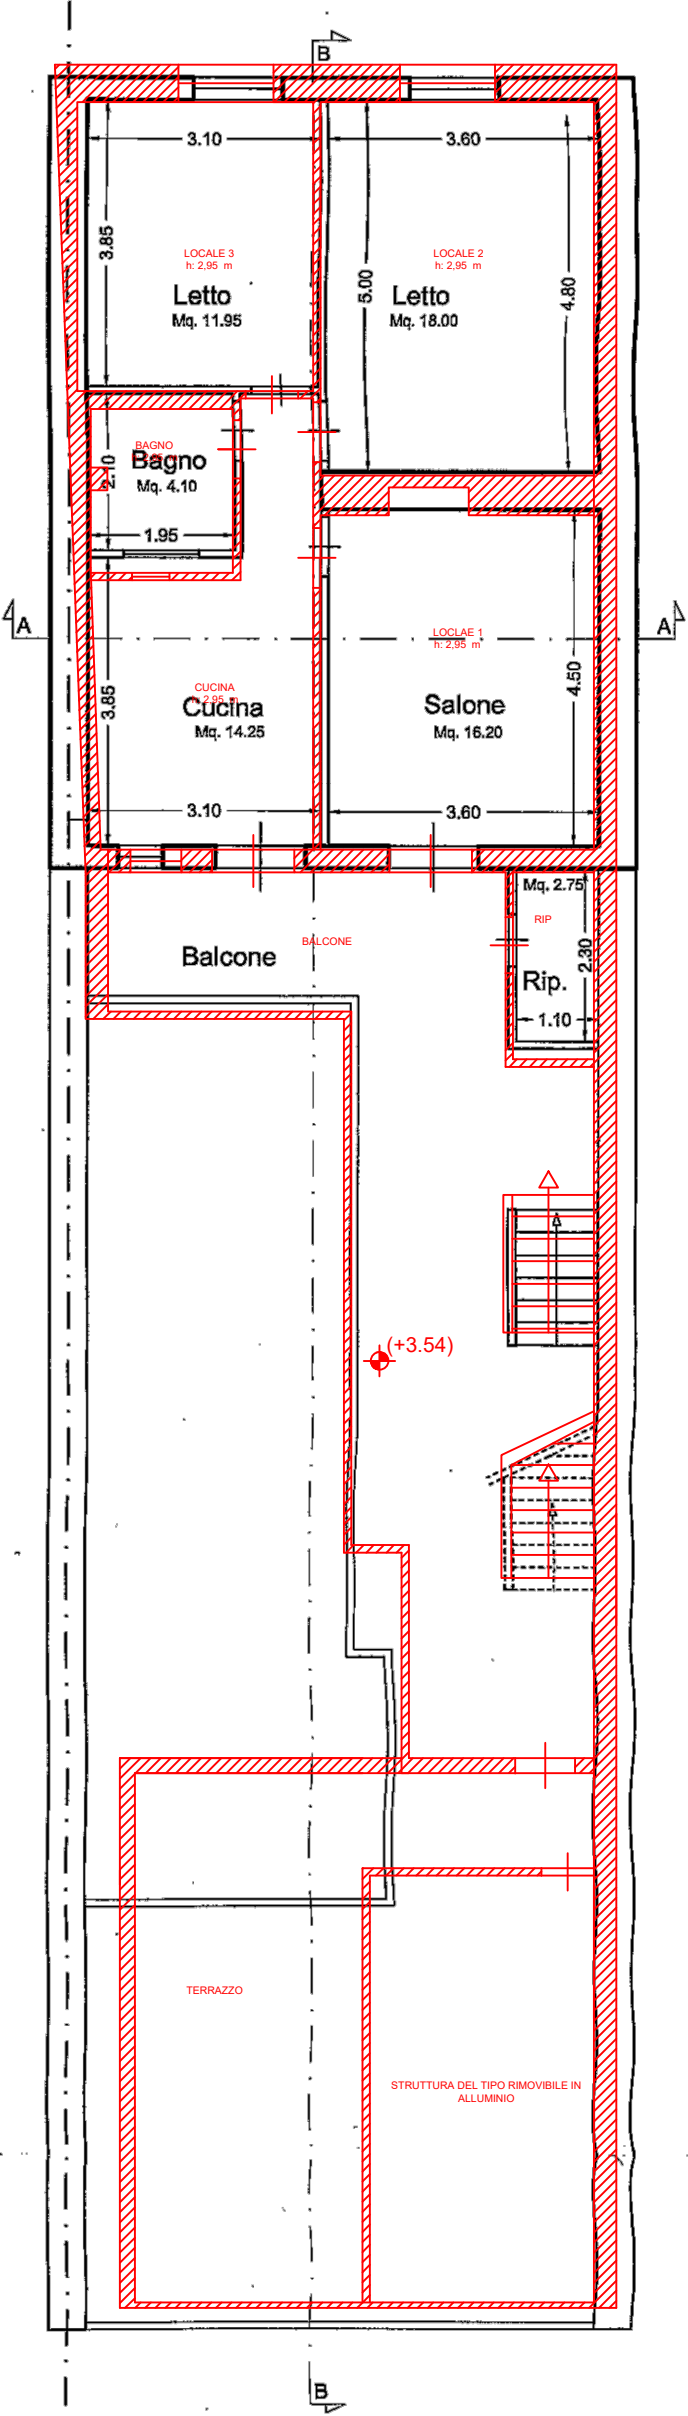 B
3.10
3.60
3.85
LOCALE 3
h: 2,95 m
LOCALE 2
h: 2,95 m
5.00
4.80
Letto
Mq. 11.95
Letto
Mq. 18.00
BAGNO
Bagno
2.10
Mq. 4.10
1.95
A
A
LOCLAE 1
h: 2,95 m
4.50
3.85
CUCINA
h: 2,95 m
Cucina
Mq. 14.25
Salone
Mq. 16.20
3.10
3.60
Mq. 2.75
RIP
BALCONE
Balcone
2.30
Rip.
1.10
(+3.54)
TERRAZZO
STRUTTURA DEL TIPO RIMOVIBILE IN
ALLUMINIO
B